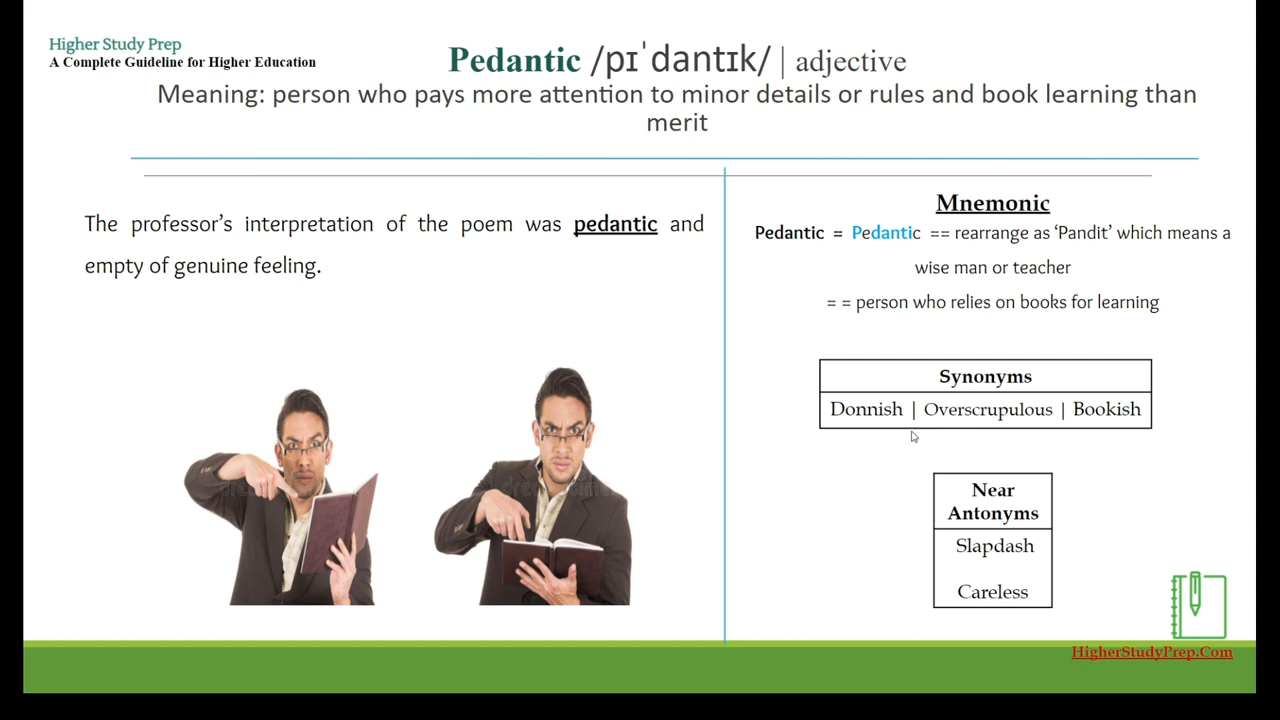 Higher Study Prep
A Complete Guideline for Higher Education
Pedantic /pɪˈdantɪk/ | adjective
Meaning: person who pays more attention to minor details or rules and book learning than
merit
The professor's interpretation of the poem was pedantic and
empty of genuine feeling.
Mnemonic
Pedantic = Pedantic == rearrange as 'Pandit' which means a
wise man or teacher
= = person who relies on books for learning
Synonyms
Donnish | Overscrupulous | Bookish
Near
Antonyms
Slapdash
Careless
HigherStudyPrep.Com